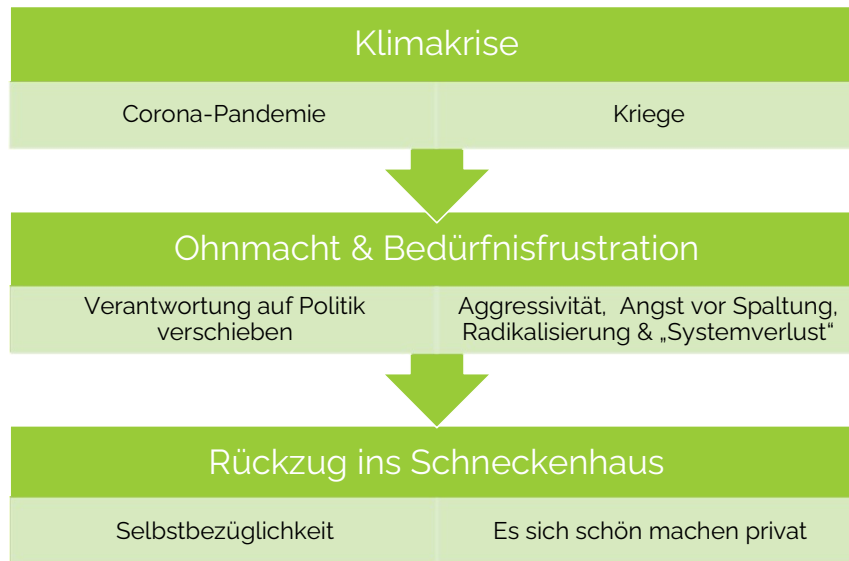 Klimakrise
Corona-Pandemie
Kriege
Ohnmacht & Bedürfnisfrustration
Verantwortung auf Politik
verschieben
Aggressivität, Angst vor Spaltung,
Radikalisierung & „Systemverlust“
Rückzug ins Schneckenhaus
Selbstbezüglichkeit
Es sich schön machen privat